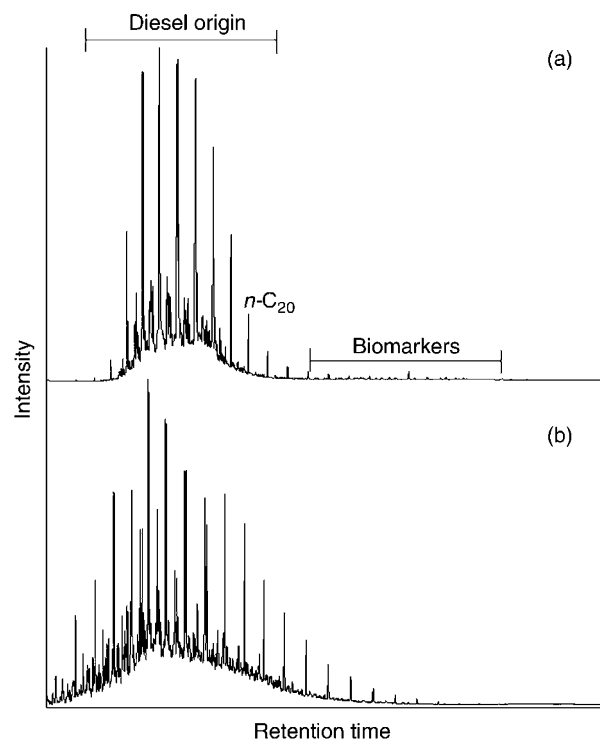 Diesel origin
(a)
n-C20
Biomarkers
Intensity
(b)
Retention time